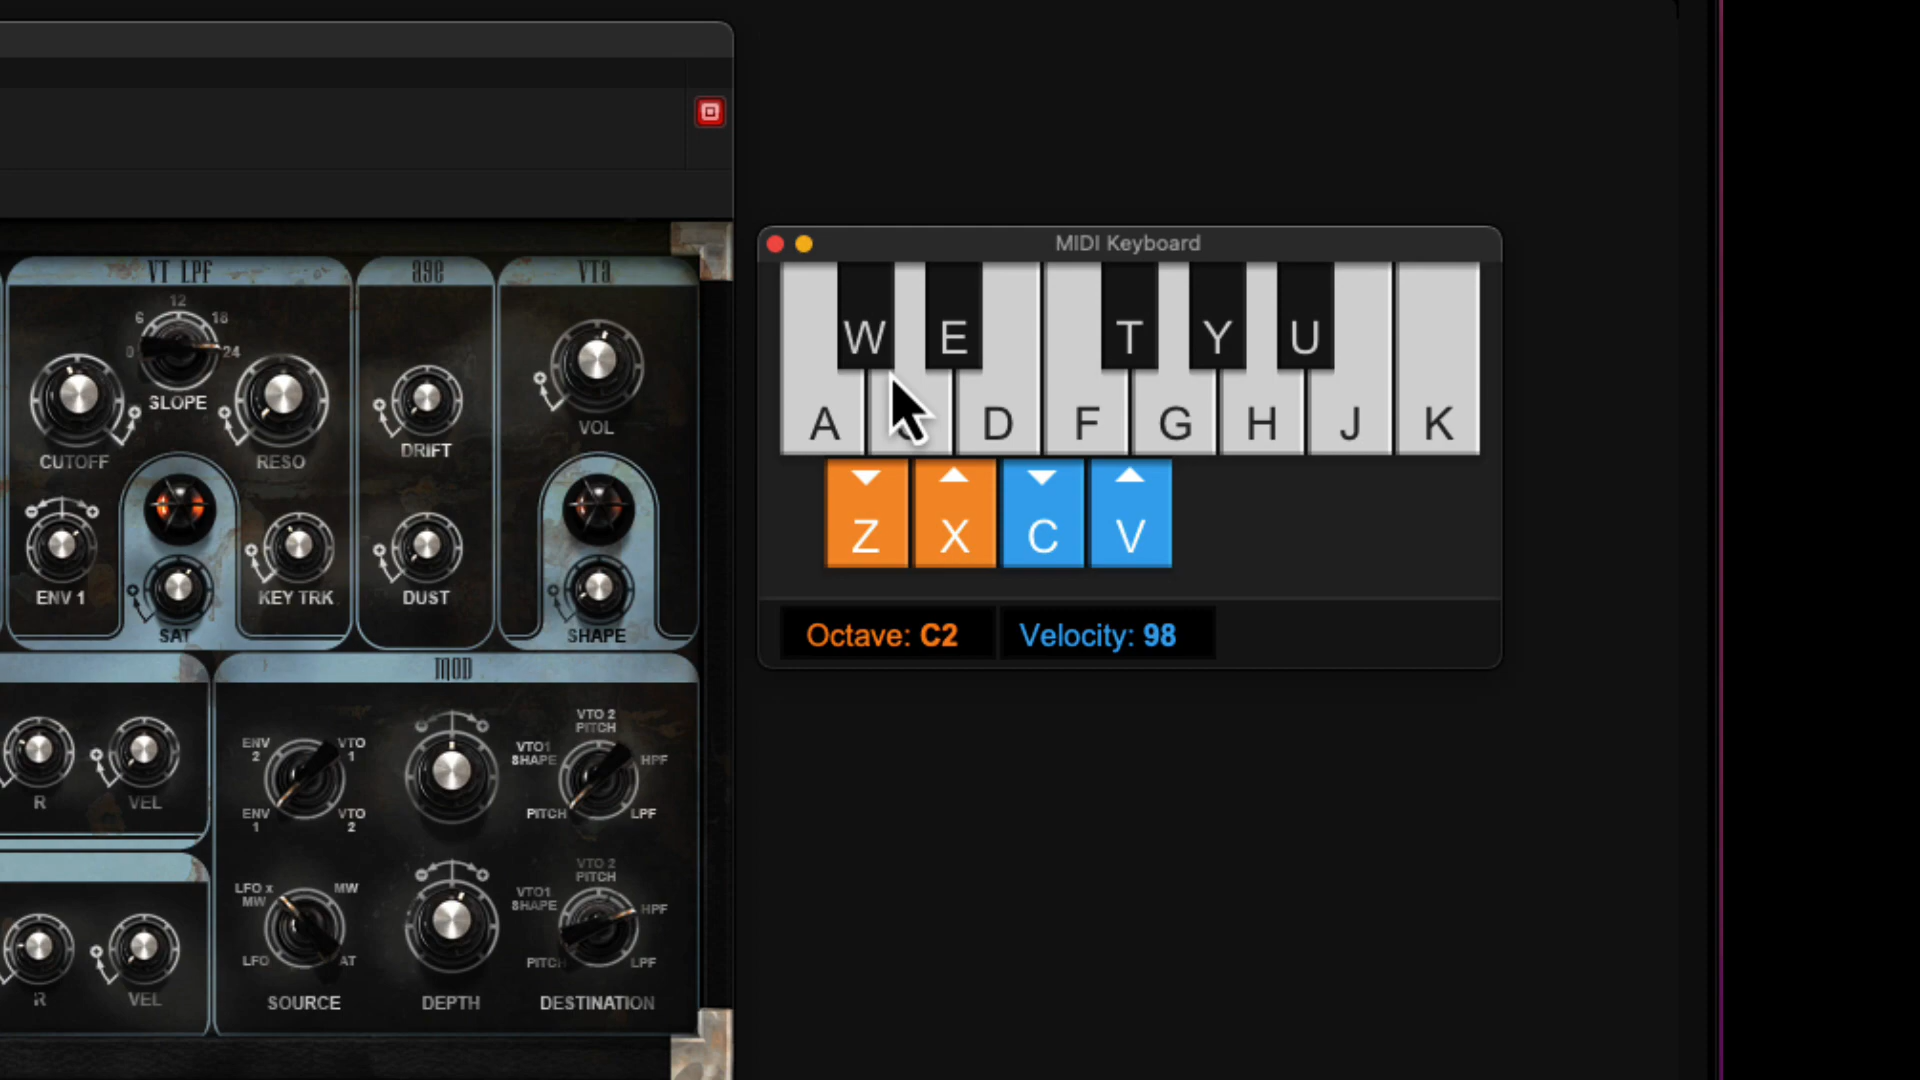 VT LPF
age
VTa
12
6
18
0
24
SLOPE
CUTOFF
RESO
DRIFT
VOL
ENV 1
KEY TRK
DUST
SAT
SHAPE
MOD
VTO 2
PITCH
ENV
2
VTO
1
VTO1
SHAPE
HPF
ENV
1
VTO
2
PITCH
LPF
R
VEL
VTO 2
PITCH
LFO x
MW
MW
VTO1
SHAPE
HPF
LFO
AT
PITCH
LPF
R
VEL
SOURCE
DEPTH
DESTINATION
MIDI Keyboard
W E T Y U
A D F G H J K
Z X C V
Octave: C2
Velocity: 98